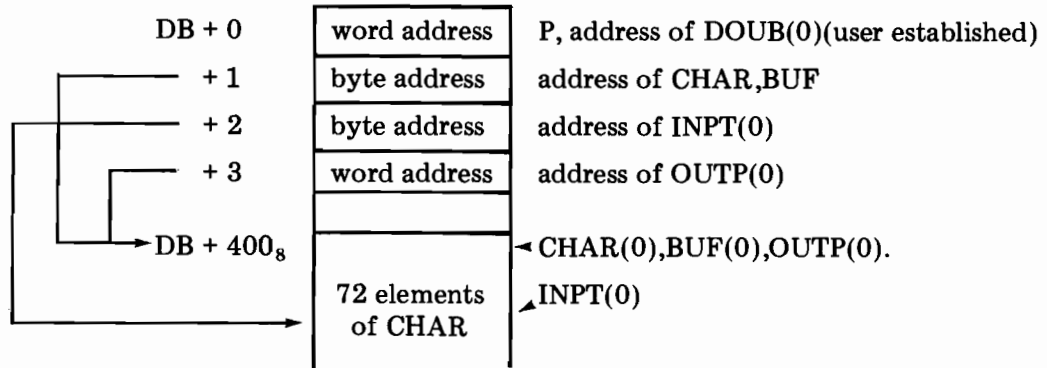 DB + 0 word address P, address of DOUB(0)(user established)
+ 1 byte address address of CHAR,BUF
+ 2 byte address address of INPT(0)
+ 3 word address address of OUTP(0)
DB + 400₈ CHAR(0),BUF(0),OUTP(0).
72 elements INPT(0)
of CHAR